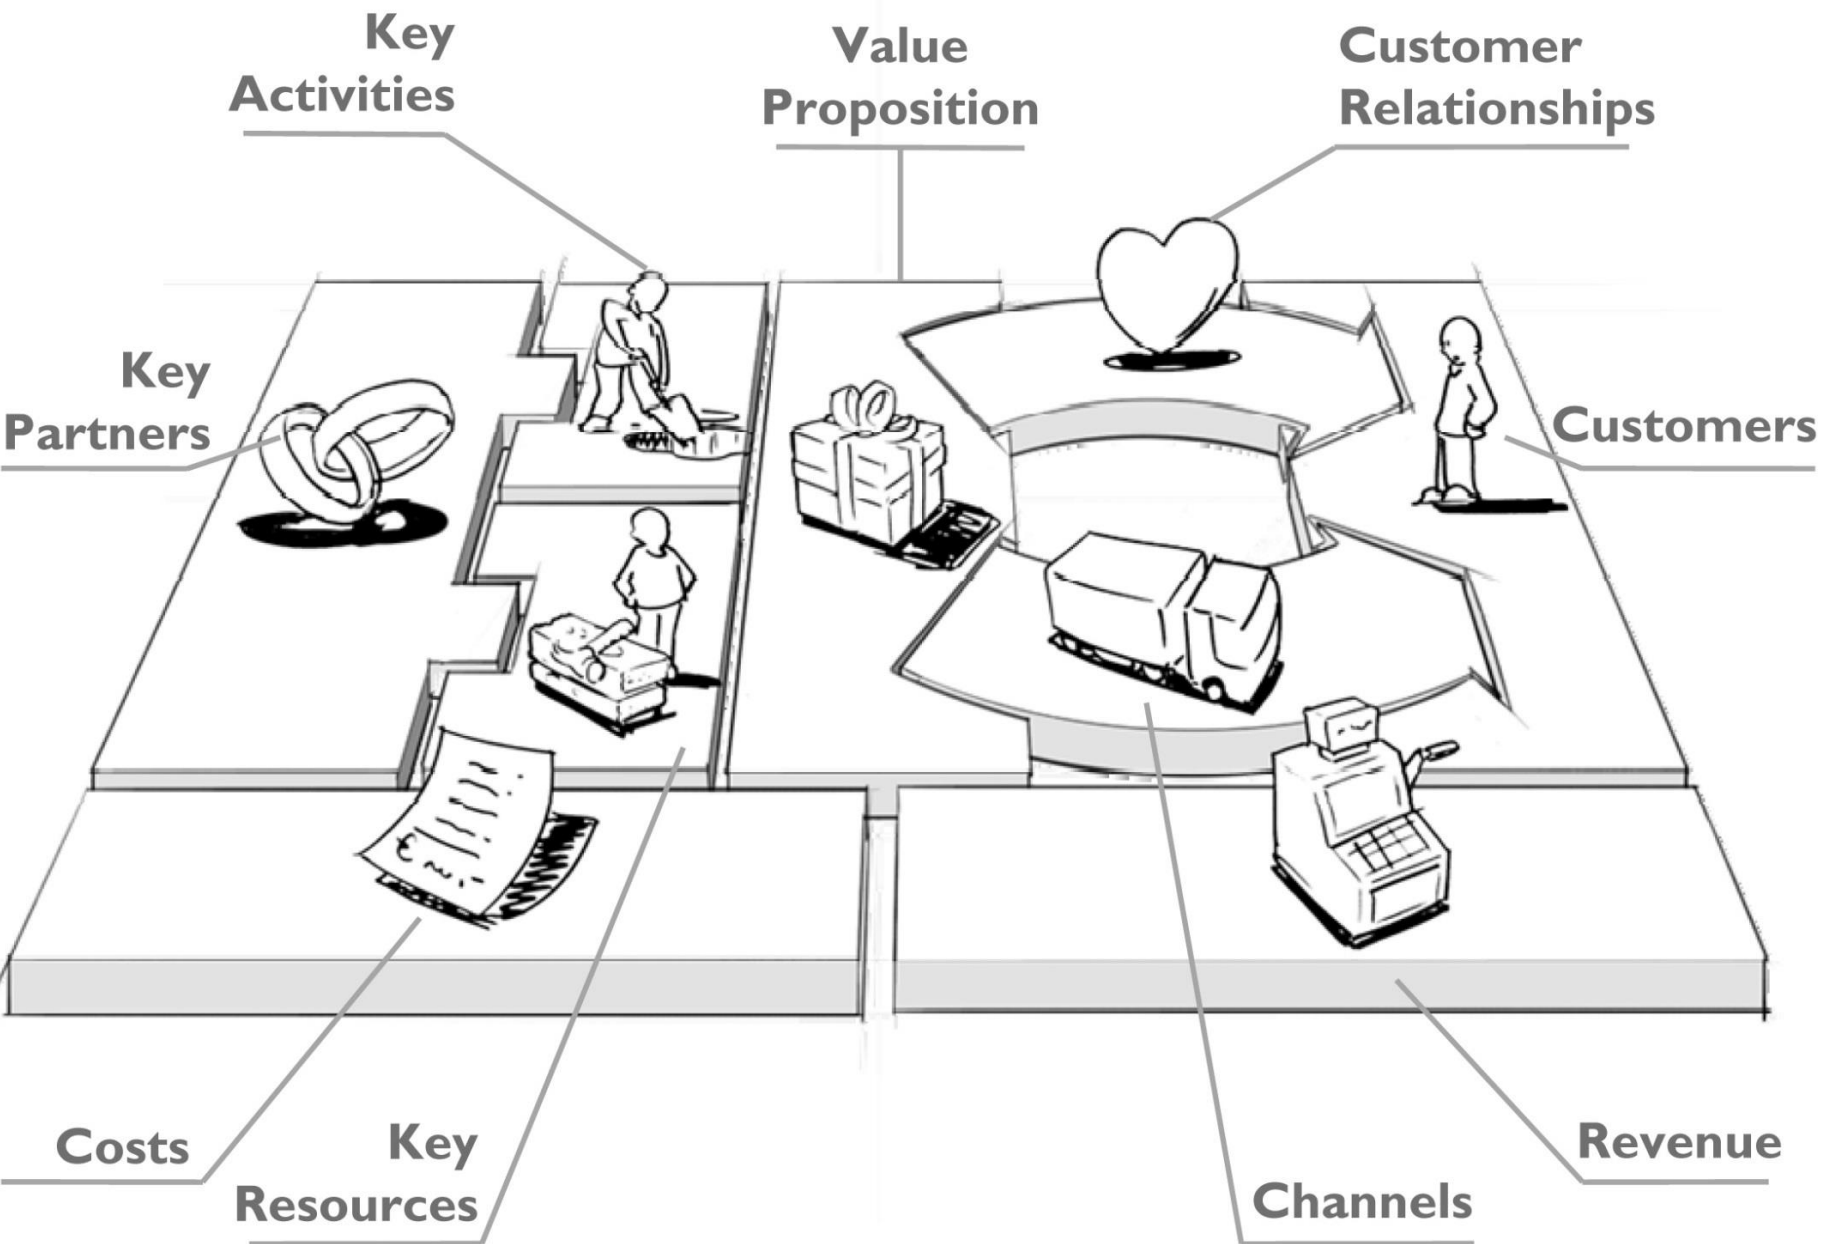 Key
Activities
Value
Proposition
Customer
Relationships
Key
Partners
Customers
€
Costs
Key
Resources
Channels
Revenue